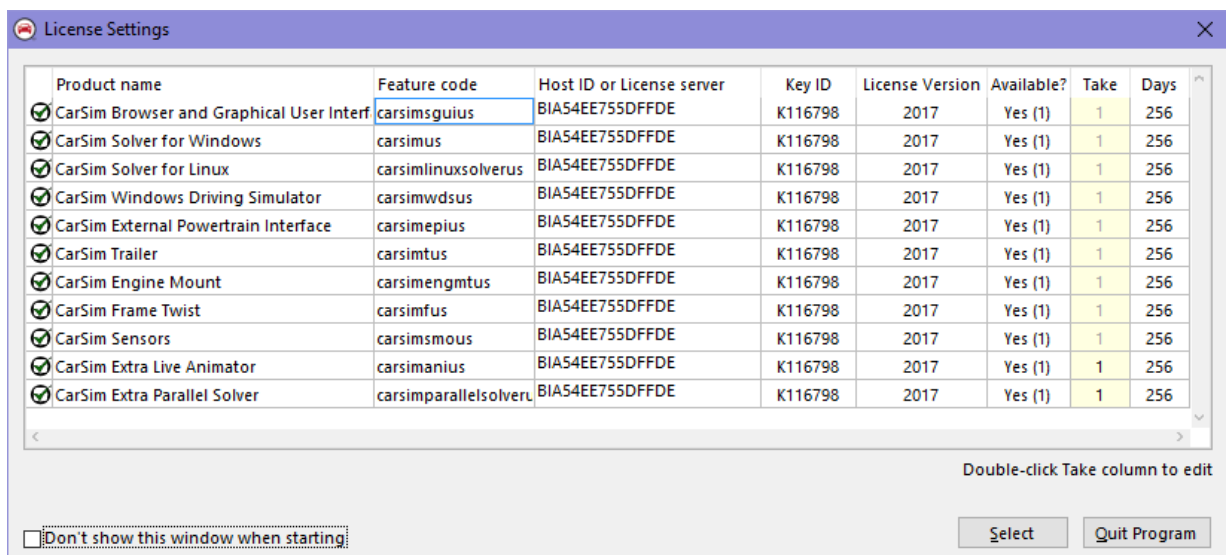 License Settings
Product name Feature code Host ID or License server Key ID License Version Available? Take Days
CarSim Browser and Graphical User Interf carsimsguius BIA54EE755DFFDE K116798 2017 Yes (1) 1 256
CarSim Solver for Windows carsimus BIA54EE755DFFDE K116798 2017 Yes (1) 1 256
CarSim Solver for Linux carsimlinuxsolverus BIA54EE755DFFDE K116798 2017 Yes (1) 1 256
CarSim Windows Driving Simulator carsimwdsus BIA54EE755DFFDE K116798 2017 Yes (1) 1 256
CarSim External Powertrain Interface carsimepius BIA54EE755DFFDE K116798 2017 Yes (1) 1 256
CarSim Trailer carsimtus BIA54EE755DFFDE K116798 2017 Yes (1) 1 256
CarSim Engine Mount carsimengmtus BIA54EE755DFFDE K116798 2017 Yes (1) 1 256
CarSim Frame Twist carsimfus BIA54EE755DFFDE K116798 2017 Yes (1) 1 256
CarSim Sensors carsimsmous BIA54EE755DFFDE K116798 2017 Yes (1) 1 256
CarSim Extra Live Animator carsimanius BIA54EE755DFFDE K116798 2017 Yes (1) 1 256
CarSim Extra Parallel Solver carsimparallelsolveru BIA54EE755DFFDE K116798 2017 Yes (1) 1 256
Double-click Take column to edit
Don't show this window when starting Select Quit Program